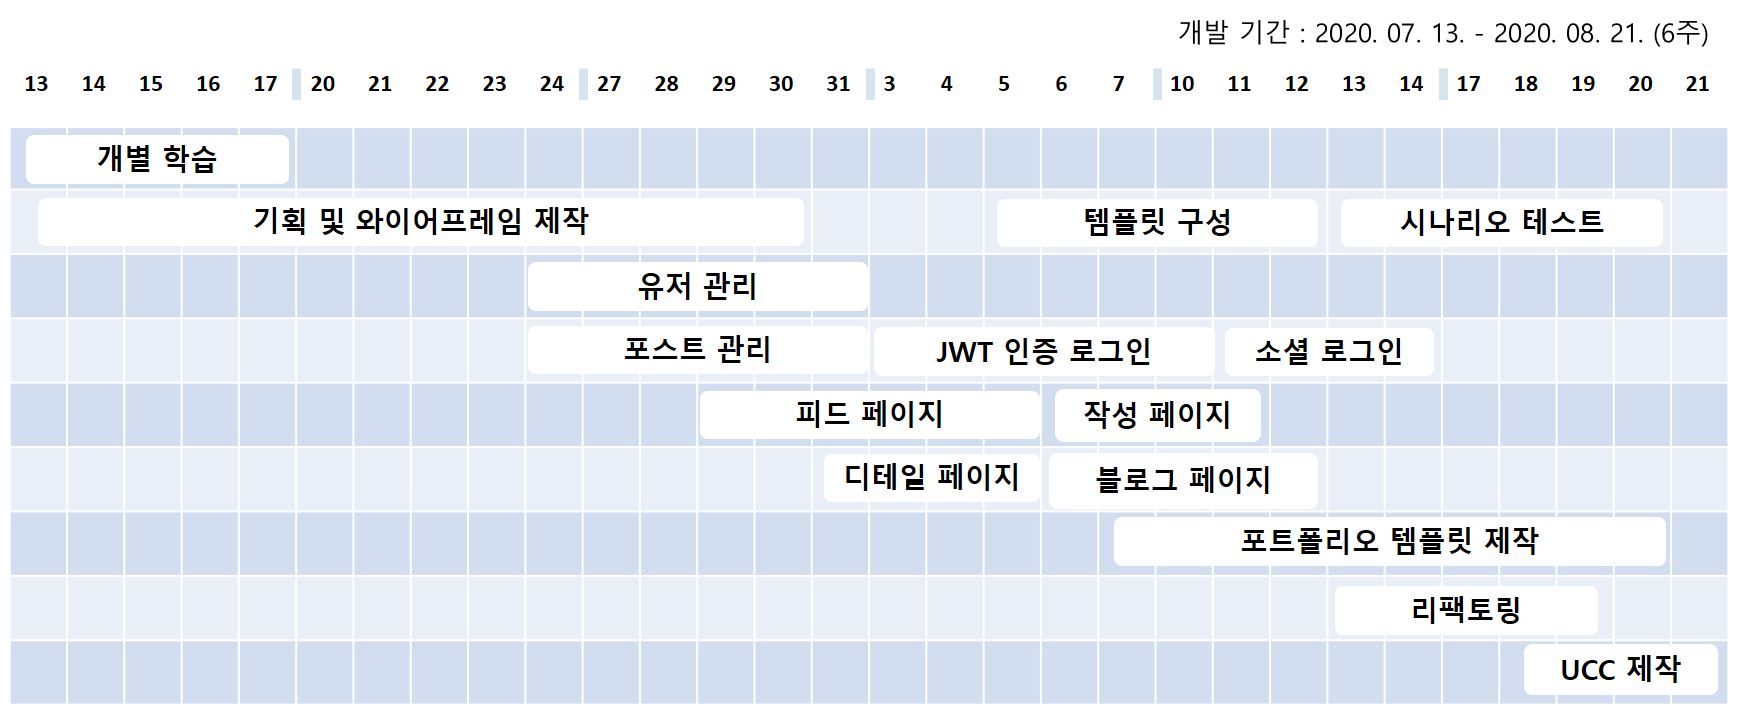 개발 기간 : 2020. 07. 13. - 2020. 08. 21. (6주)
13 14 15 16 17 20 21 22 23 24 27 28 29 30 31 3 4 5 6 7 10 11 12 13 14 17 18 19 20 21
개별 학습
기획 및 와이어프레임 제작 템플릿 구성 시나리오 테스트
유저 관리
포스트 관리 JWT 인증 로그인 소셜 로그인
피드 페이지 작성 페이지
디테일 페이지 블로그 페이지
포트폴리오 템플릿 제작
리팩토링
UCC 제작